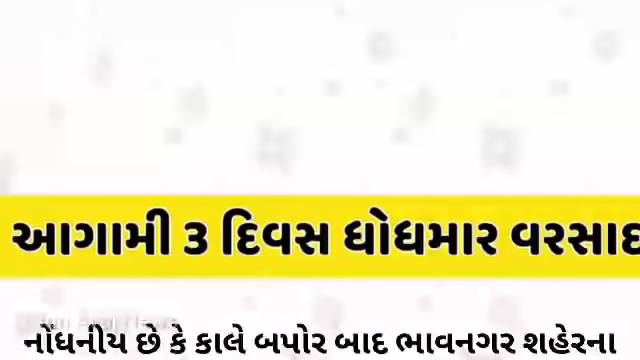 આગામી 3 દિવસ ધોધમાર વરસાદ
નોંધનીય છે કે કાલે બપોર બાદ ભાવનગર શહેરના